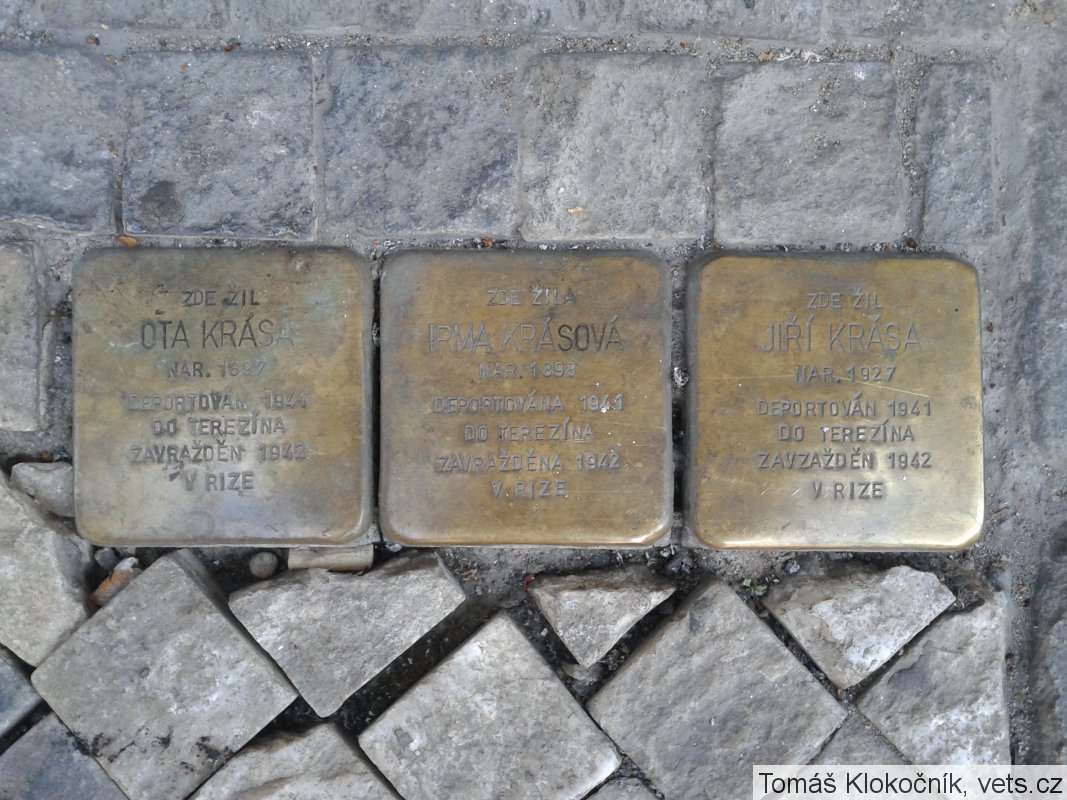 ZDE ŽIL
OTA KRÁSA
NAR. 1897
DEPORTOVÁN 1941
DO TEREZÍNA
ZAVRAŽDĚN 1942
V RIZE
ZDE ŽILA
IRMA KRÁSOVÁ
NAR. 1898
DEPORTOVÁNA 1941
DO TEREZÍNA
ZAVRAŽDĚNA 1942
V RIZE
ZDE ŽIL
JIŘÍ KRÁSA
NAR. 1927
DEPORTOVÁN 1941
DO TEREZÍNA
ZAVZAŽDĚN 1942
V RIZE
Tomáš Klokočník, vets.cz